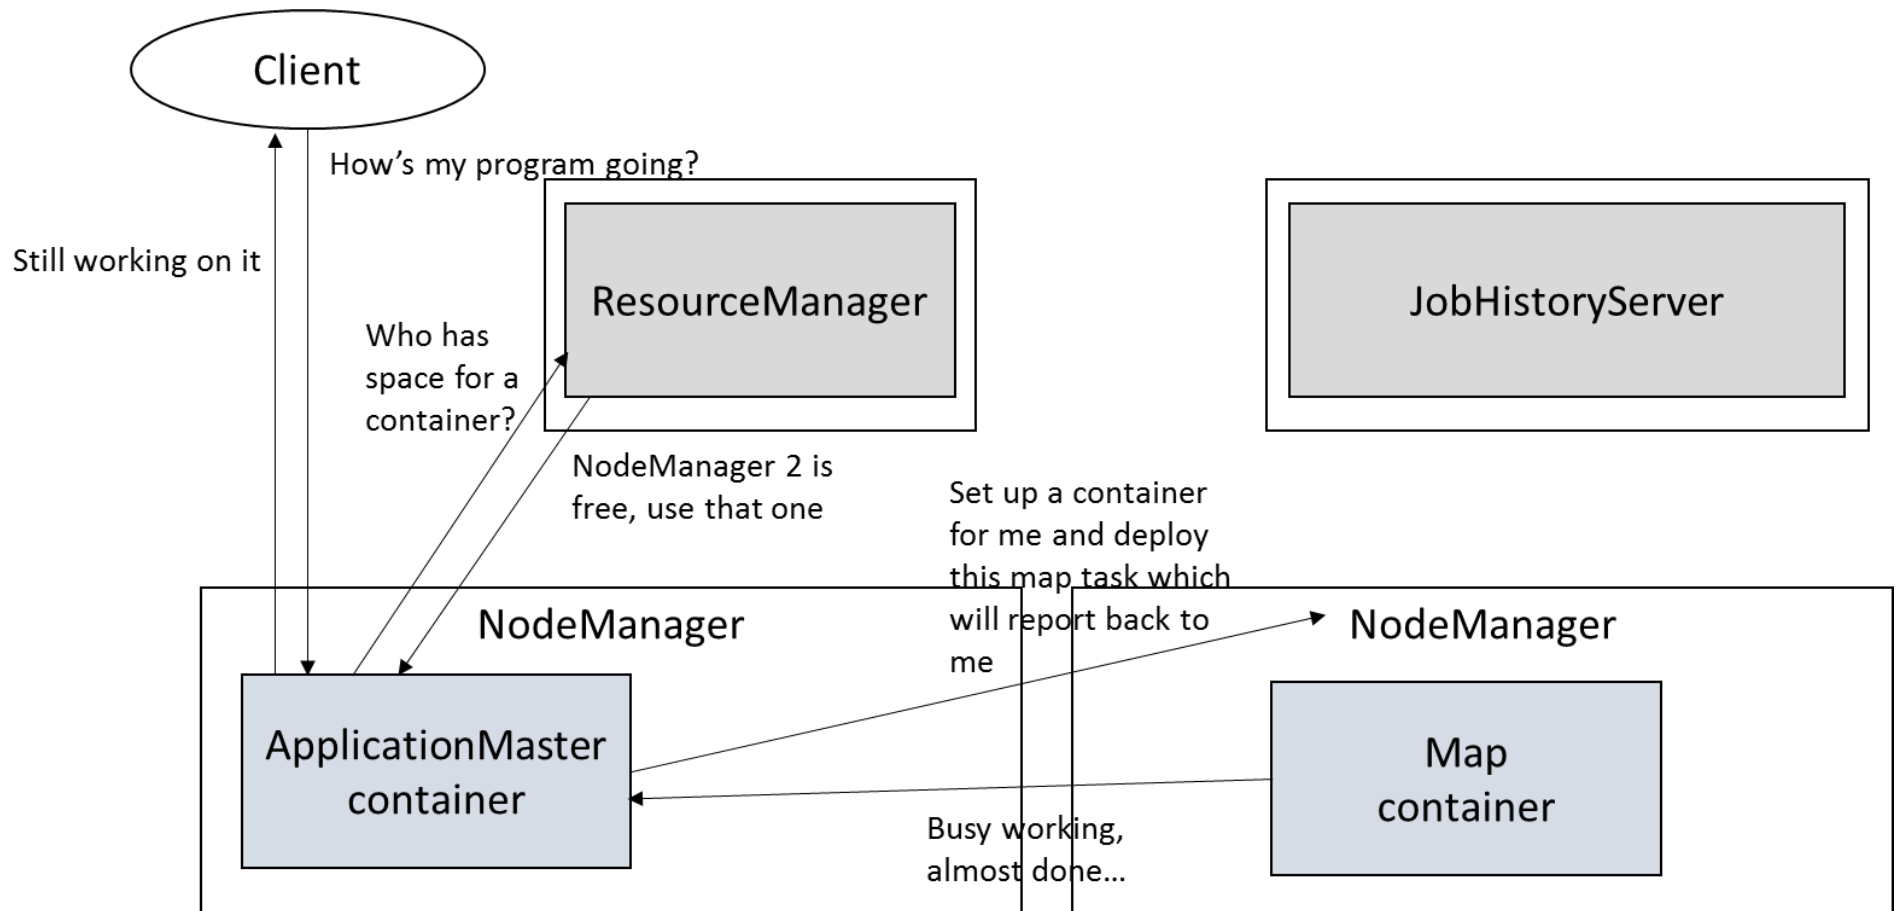 Client
How’s my program going?
Still working on it
ResourceManager
JobHistoryServer
Who has
space for a
container?
NodeManager 2 is
free, use that one
Set up a container
for me and deploy
this map task which
will report back to
me
NodeManager
NodeManager
ApplicationMaster
container
Map
container
Busy working,
almost done...